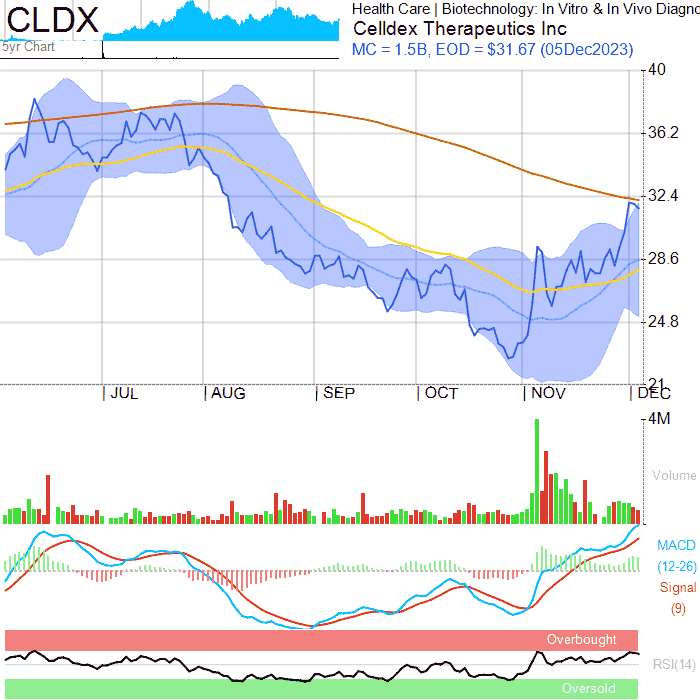 CLDX
Health Care | Biotechnology: In Vitro & In Vivo Diagno
Celldex Therapeutics Inc
5yr Chart
MC = 1.5B, EOD = $31.67 (05Dec2023)
40
36.2
32.4
28.6
24.8
21
| JUL | AUG | SEP | OCT | NOV | DEC
4M
Volume
MACD
(12-26)
Signal
(9)
Overbought
RSI(14)
Oversold